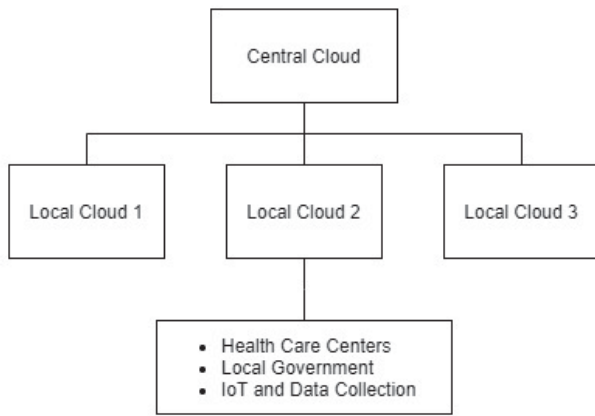 Central Cloud
Local Cloud 1
Local Cloud 2
Local Cloud 3
• Health Care Centers
• Local Government
• IoT and Data Collection